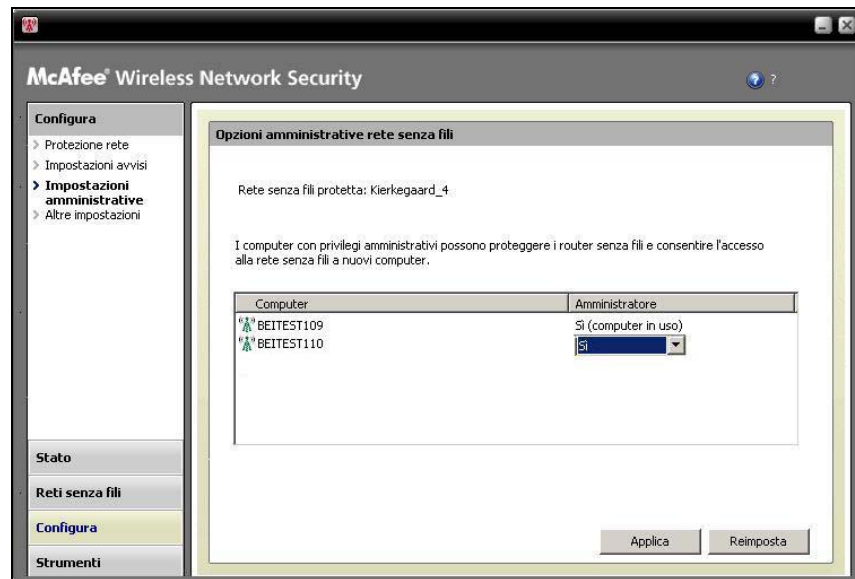 McAfee® Wireless Network Security
?
Configura
Protezione rete
Impostazioni avvisi
Impostazioni
amministrative
Altre impostazioni
Stato
Reti senza fili
Configura
Strumenti
Opzioni amministrative rete senza fili
Rete senza fili protetta: Kierkegaard_4
I computer con privilegi amministrativi possono proteggere i router senza fili e consentire l'accesso
alla rete senza fili a nuovi computer.
Computer Amministratore
BEITEST109 Sì (computer in uso)
BEITEST110 Sì
Applica Reimposta